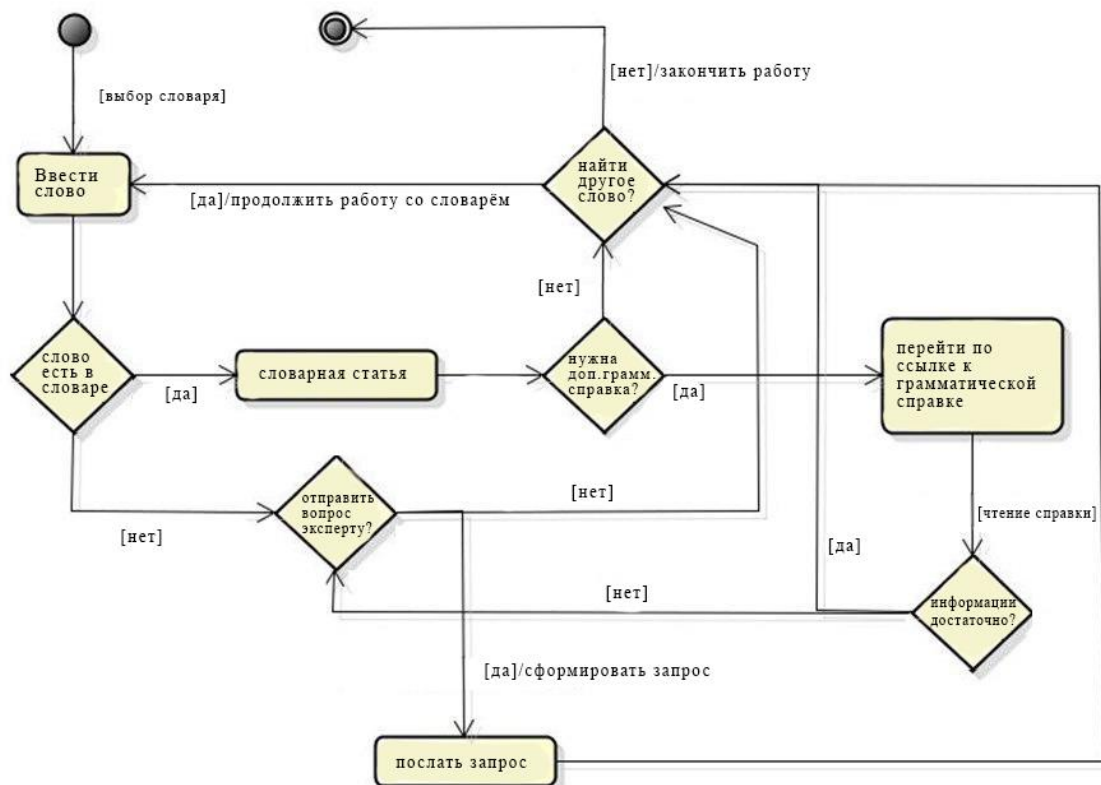 [нет]/закончить работу
[выбор словаря]
Ввести
слово
найти
другое
слово?
[да]/продолжить работу со словарём
[нет]
слово
есть в
словаре
[да]
словарная статья
нужна
доп.грамм.
справка?
[да]
перейти по
ссылке к
грамматической
справке
отправить
вопрос
эксперту?
[нет]
[нет]
[чтение справки]
[да]
[нет]
информации
достаточно?
[да]/сформировать запрос
послать запрос